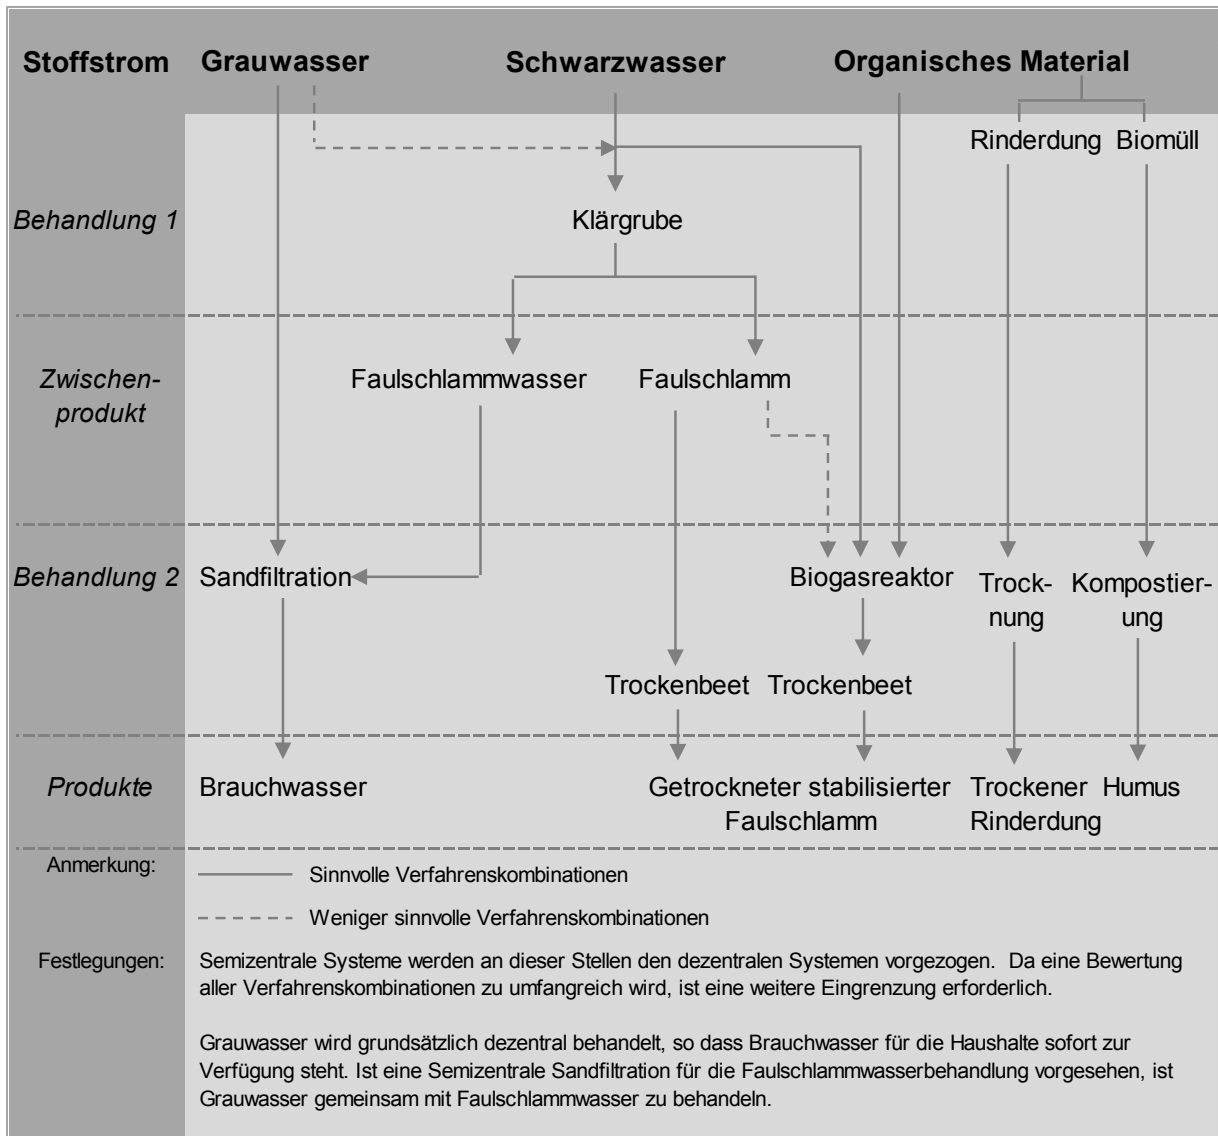 Stoffstrom Grauwasser Schwarzwasser Organisches Material
Rinderdung Biomüll
Behandlung 1 Klärgrube
Zwischen-
produkt
Faulschlammwasser Faulschlamm
Behandlung 2 Sandfiltration Biogasreaktor Trock-
nung
Kompostier-
ung
Trockenbeet Trockenbeet
Produkte Brauchwasser Getrockneter stabilisierter
Faulschlamm
Trockener
Rinderdung
Humus
Anmerkung: Sinnvolle Verfahrenskombinationen
Weniger sinnvolle Verfahrenskombinationen
Festlegungen: Semizentrale Systeme werden an dieser Stellen den dezentralen Systemen vorgezogen. Da eine Bewertung
aller Verfahrenskombinationen zu umfangreich wird, ist eine weitere Eingrenzung erforderlich.
Grauwasser wird grundsätzlich dezentral behandelt, so dass Brauchwasser für die Haushalte sofort zur
Verfügung steht. Ist eine Semizentrale Sandfiltration für die Faulschlammwasserbehandlung vorgesehen, ist
Grauwasser gemeinsam mit Faulschlammwasser zu behandeln.